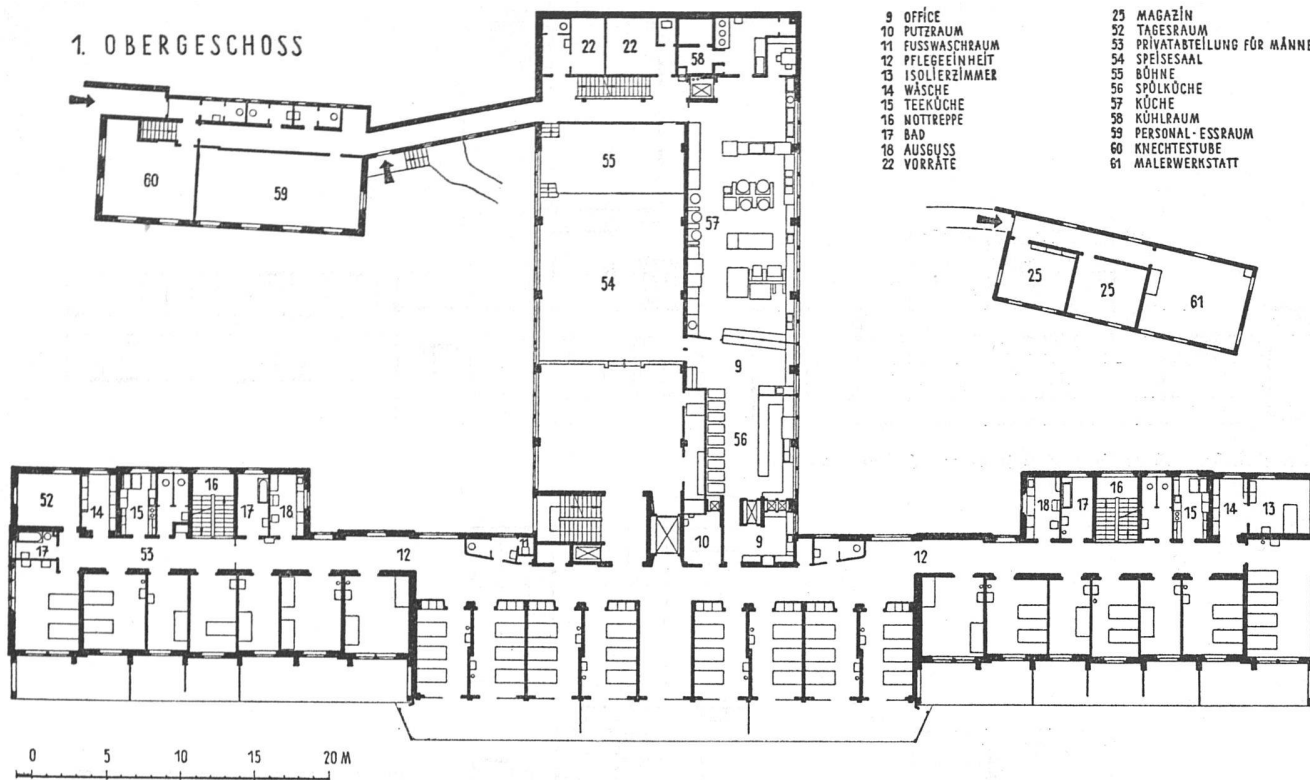 1. OBERGESCHOSS
9 OFFICE
10 PUTZRAUM
11 FUSSWASCHRAUM
12 PFLEGEEINHEIT
13 ISOLIERZIMMER
14 WÄSCHE
15 TEEKÜCHE
16 NOTTREPPE
17 BAD
18 AUSGUSS
22 VORRÄTE
25 MAGAZIN
52 TAGESRAUM
53 PRIVATABTEILUNG FÜR MÄNNE
54 SPEISESAAL
55 BÜHNE
56 SPÜLKÜCHE
57 KÜCHE
58 KÜHLRAUM
59 PERSONAL-ESSRAUM
60 KNECHTESTUBE
61 MALERWERKSTATT
22 22 58
60 59
55
57
54
25 25 61
9
56
52 14 15 16 17 18
17 53 12 11
10 9
12
18 17 16 15 14 13
0 5 10 15 20 M